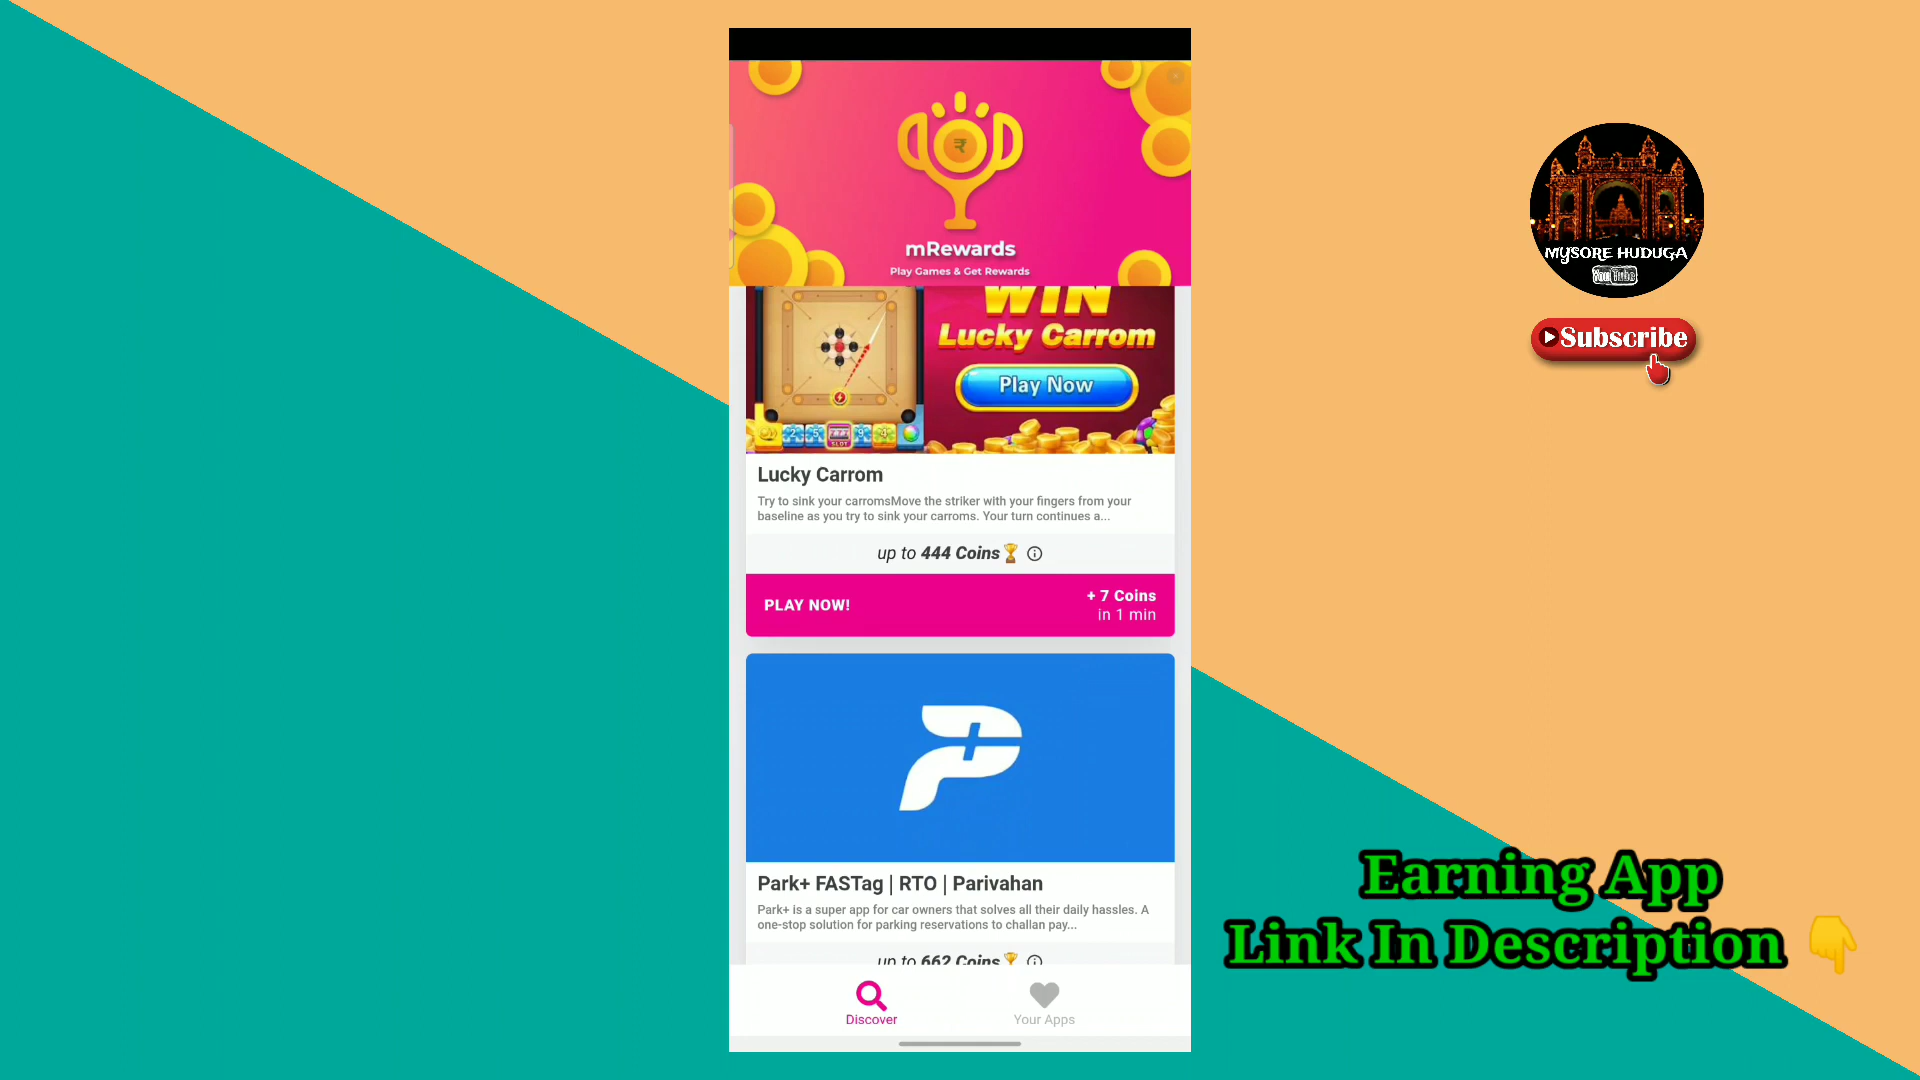 mRewards
Play Games & Get Rewards
WIN
Lucky Carrom
Play Now
SLOT
Lucky Carrom
Try to sink your carromsMove the striker with your fingers from your
baseline as you try to sink your carroms. Your turn continues a...
up to 444 Coins
PLAY NOW!
+ 7 Coins
in 1 min
Park+ FASTag | RTO | Parivahan
Park+ is a super app for car owners that solves all their daily hassles. A
one-stop solution for parking reservations to challan pay...
up to 662 Coins
Discover
Your Apps
MYSORE HUDUGA
YouTube
Subscribe
Earning App
Link In Description